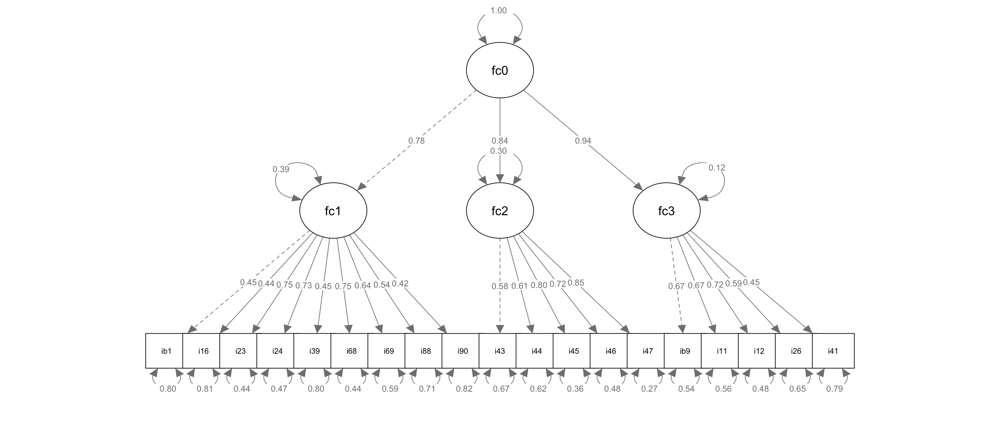 1.00
fc0
0.78 0.84 0.94
0.30
0.39 0.12
fc1 fc2 fc3
0.45 0.44 0.75 0.73 0.45 0.75 0.64 0.54 0.42 0.58 0.61 0.80 0.72 0.85 0.67 0.67 0.72 0.59 0.45
ib1 i16 i23 i24 i39 i68 i69 i88 i90 i43 i44 i45 i46 i47 ib9 i11 i12 i26 i41
0.80 0.81 0.44 0.47 0.80 0.44 0.59 0.71 0.82 0.67 0.62 0.36 0.48 0.27 0.54 0.56 0.48 0.65 0.79